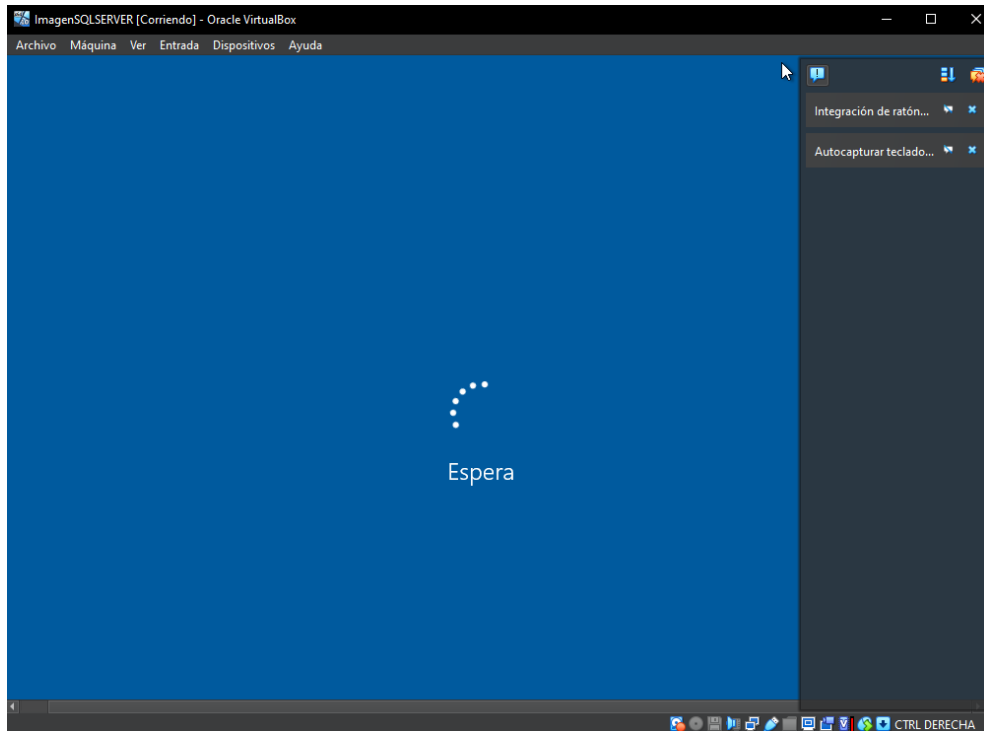 ImagenSQLSERVER [Corriendo] - Oracle VirtualBox
Archivo Máquina Ver Entrada Dispositivos Ayuda
Integración de ratón...
Autocapturar teclado...
Espera
CTRL DERECHA